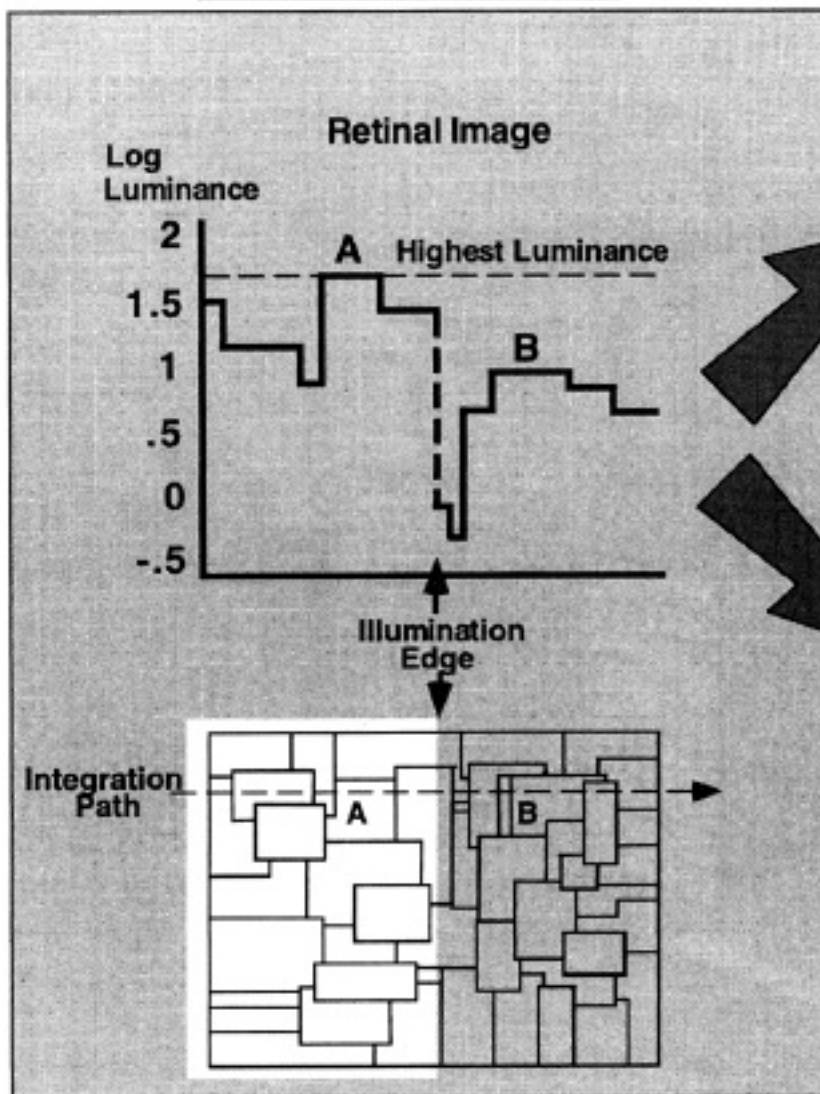 Retinal Image
Log
Luminance
2
1.5
1
.5
0
-.5
A
Highest Luminance
B
Illumination
Edge
Integration
Path
A
B